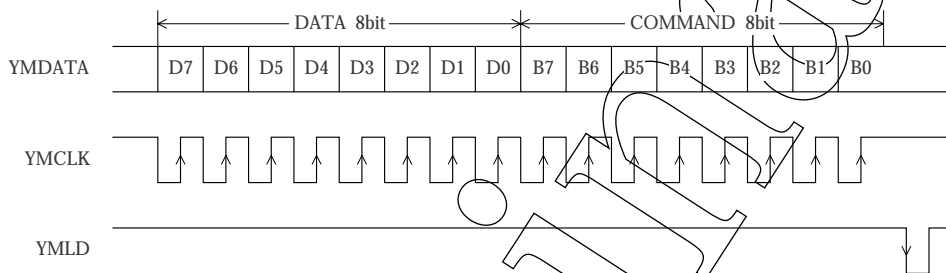 DATA 8bit COMMAND 8bit
YMDATA D7 D6 D5 D4 D3 D2 D1 D0 B7 B6 B5 B4 B3 B2 B1 B0
YMCLK
YMLD